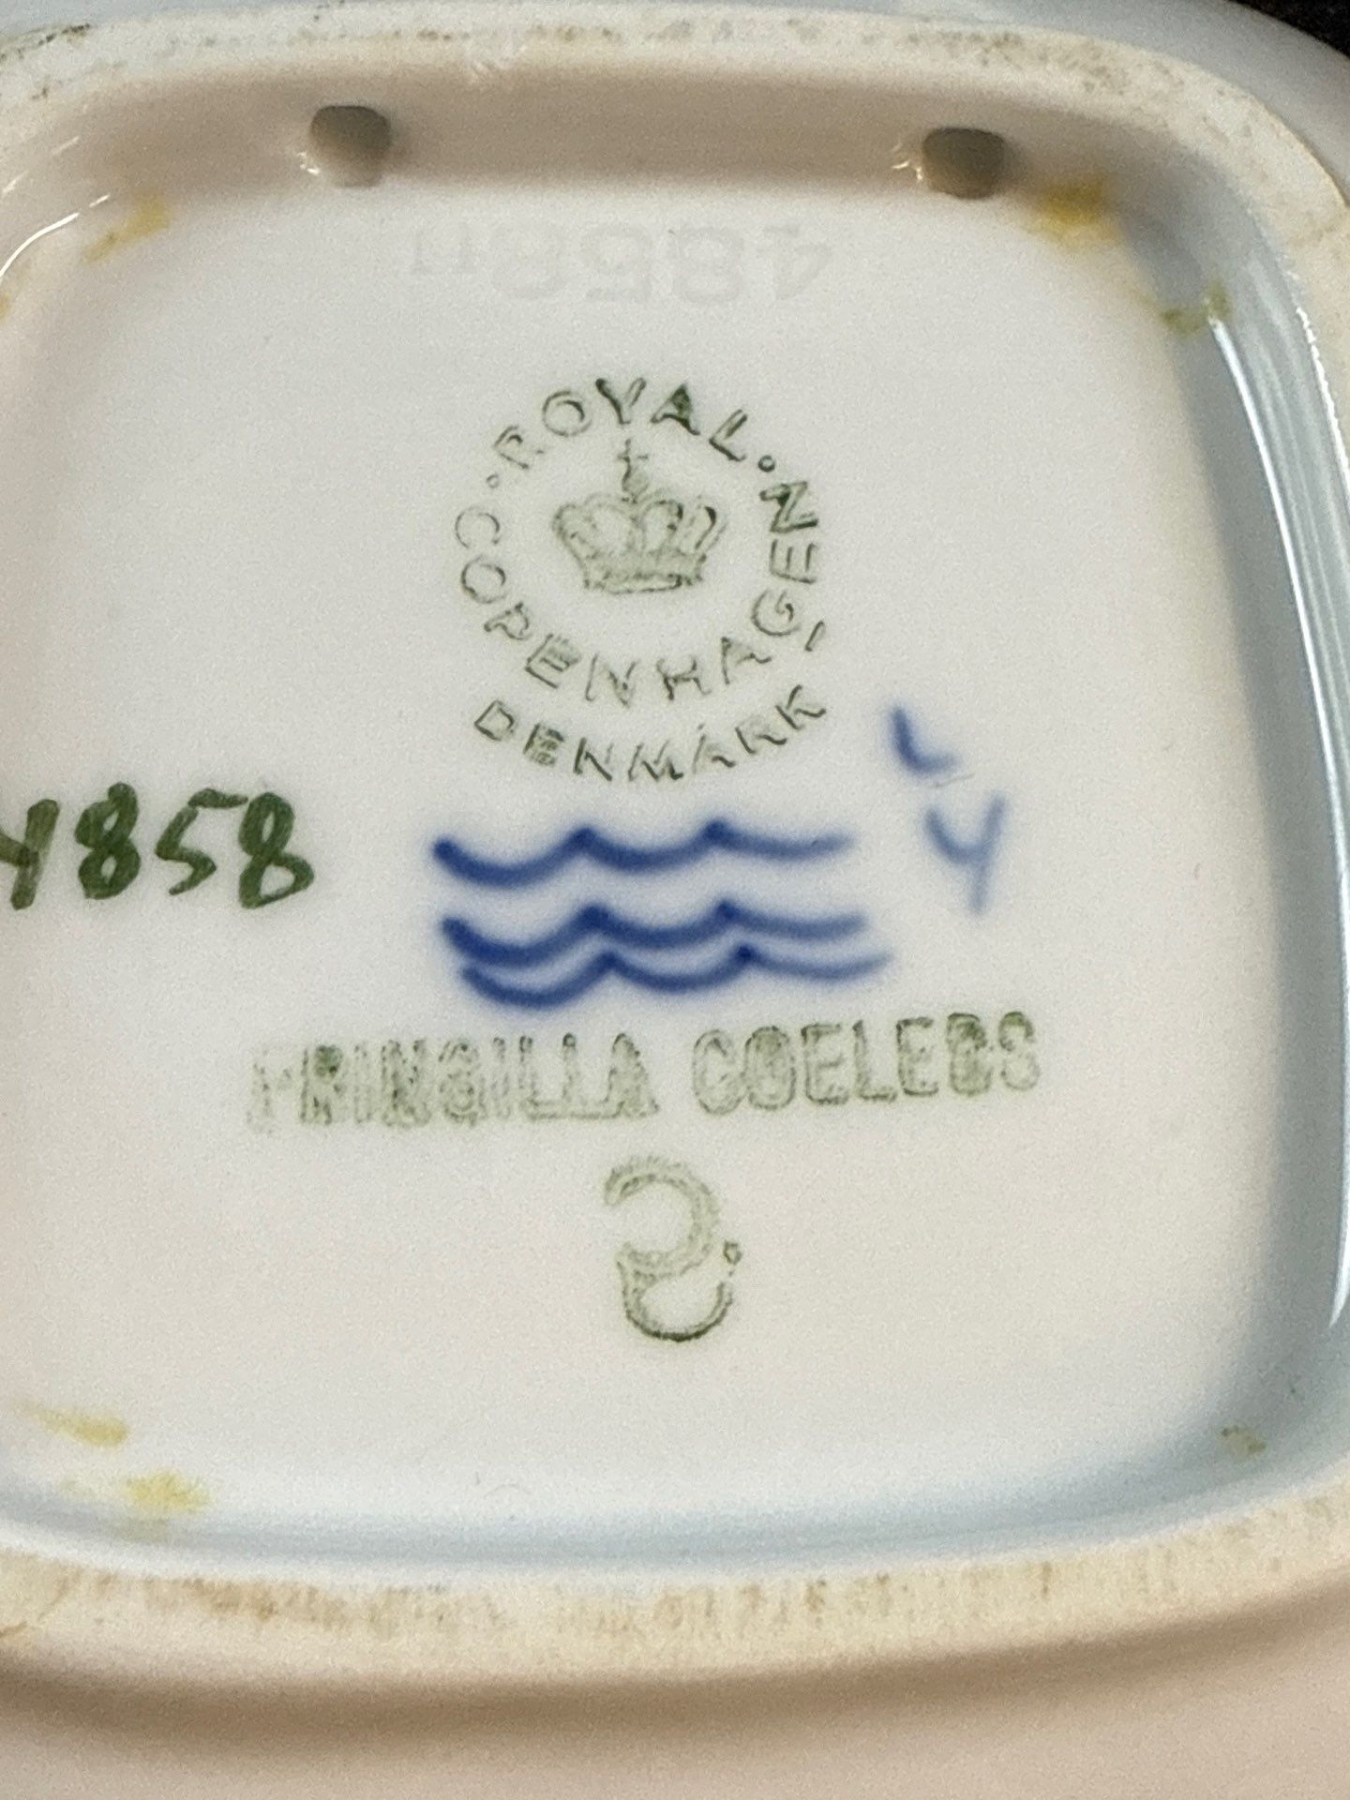 ROYAL · COPENHAGEN ·
DENMARK
4858
L
Y
FRINGILLA COELEBS